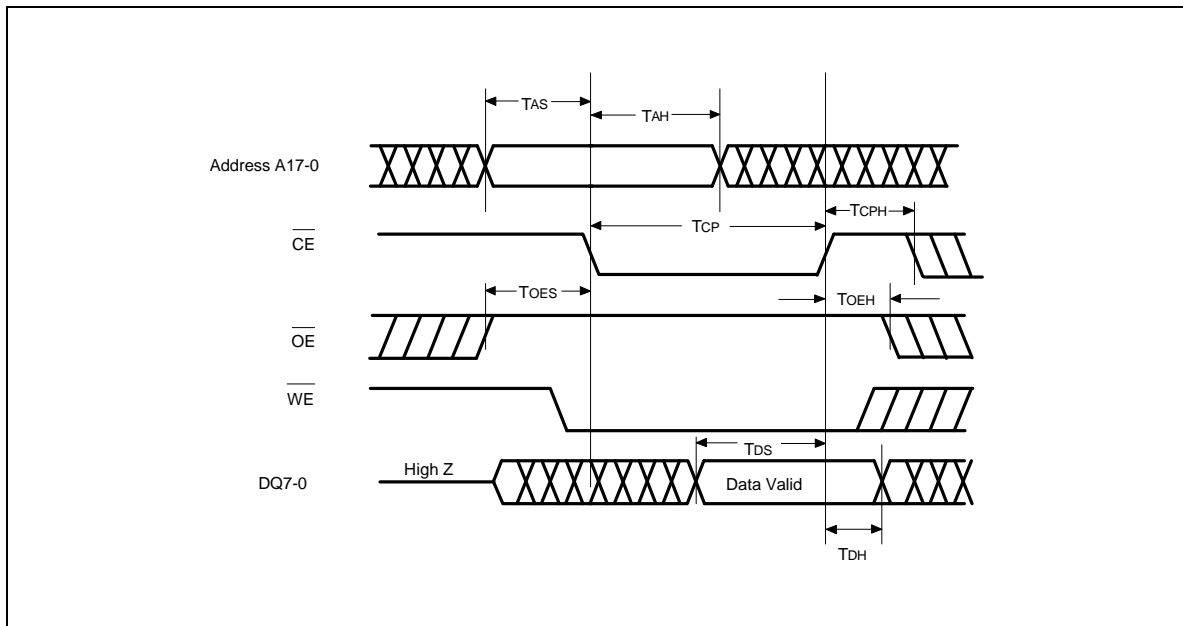 TAS
TAH
Address A17-0
TCPH
TCP
CE
TOES
TOEH
OE
WE
TDS
High Z
DQ7-0
Data Valid
TDH